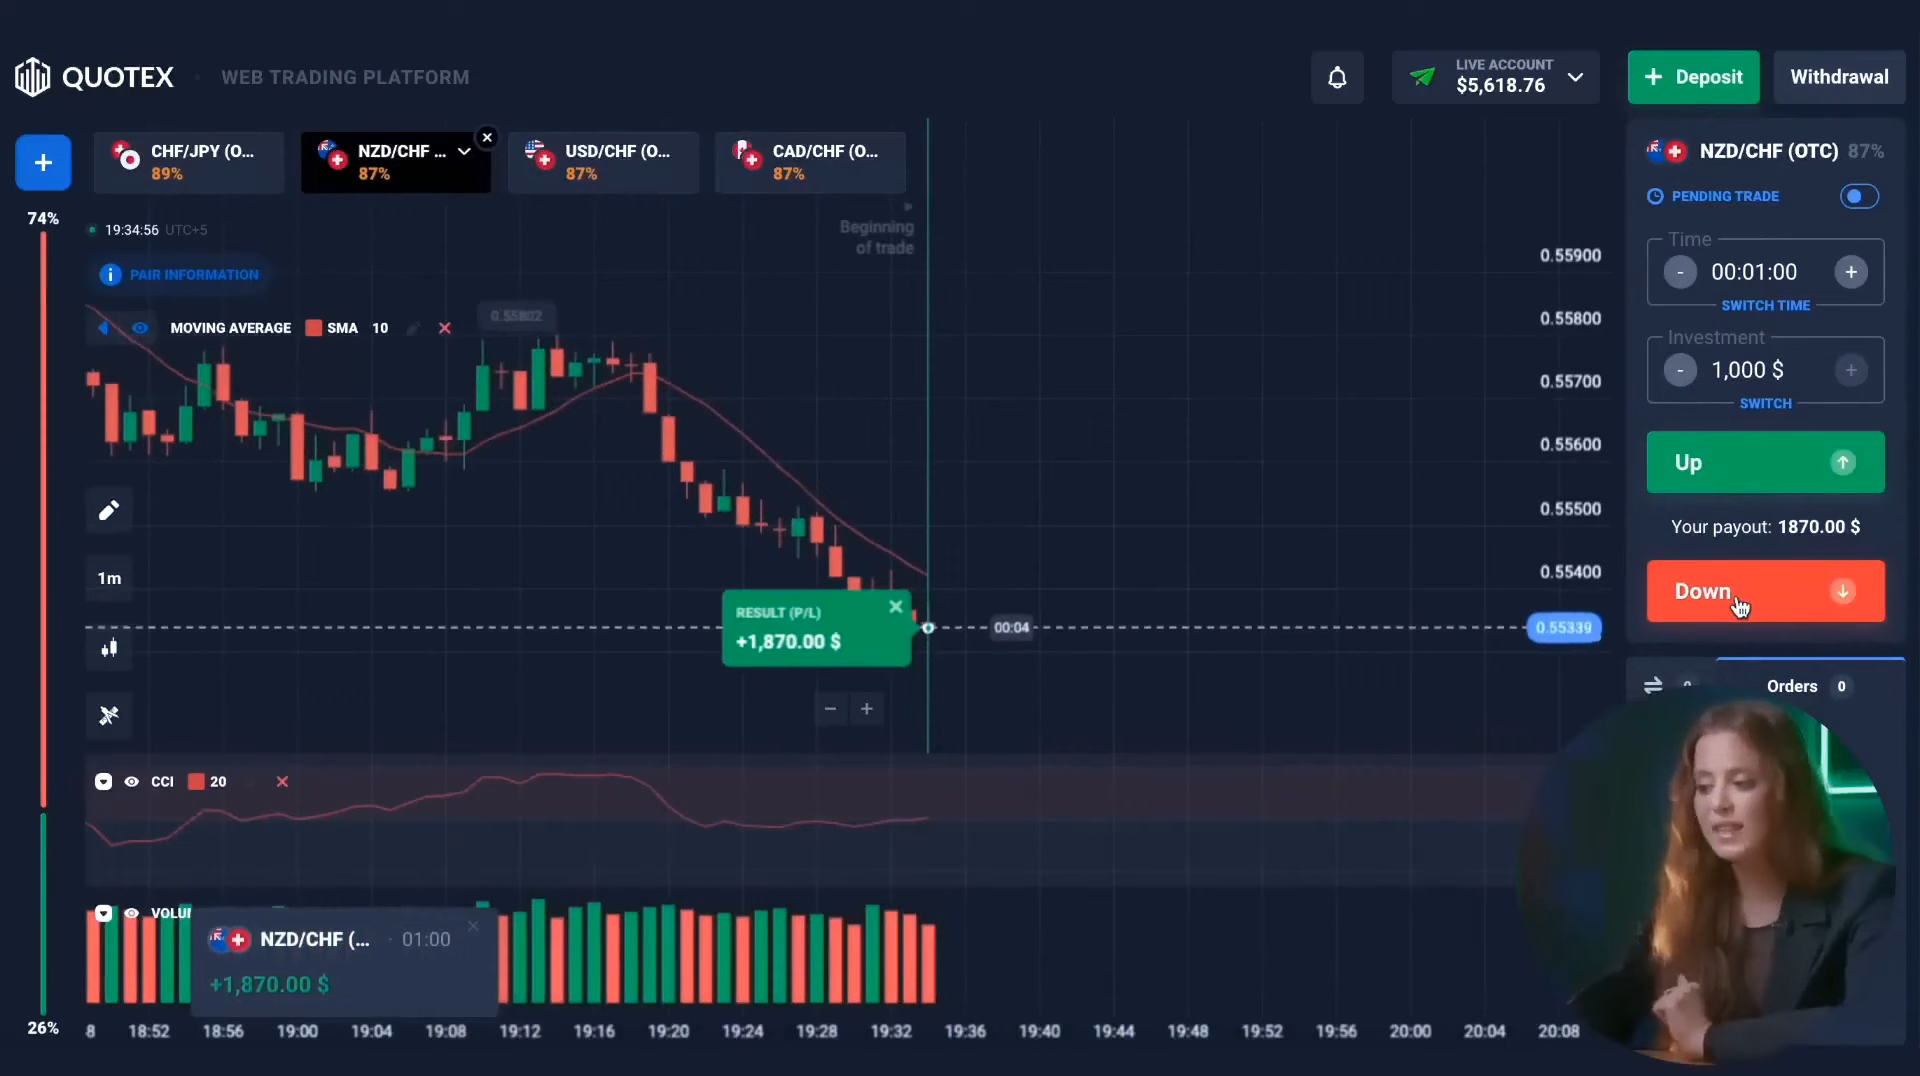 QUOTEX
WEB TRADING PLATFORM
LIVE ACCOUNT
$5,618.76
+ Deposit
Withdrawal
+
CHF/JPY (O...
89%
NZD/CHF ...
87%
USD/CHF (O...
87%
CAD/CHF (O...
87%
NZD/CHF (OTC) 87%
PENDING TRADE
74%
19:34:56 UTC+5
Beginning
of trade
PAIR INFORMATION
MOVING AVERAGE SMA 10
0.55802
0.55900
0.55800
0.55700
0.55600
0.55500
0.55400
0.55339
Time
- 00:01:00 +
SWITCH TIME
Investment
- 1,000 $ +
SWITCH
Up
Your payout: 1870.00 $
Down
1m
RESULT (P/L)
+1,870.00 $
00:04
Orders 0
CCI 20
NZD/CHF (... · 01:00
+1,870.00 $
26%
8 18:52 18:56 19:00 19:04 19:08 19:12 19:16 19:20 19:24 19:28 19:32 19:36 19:40 19:44 19:48 19:52 19:56 20:00 20:04 20:08